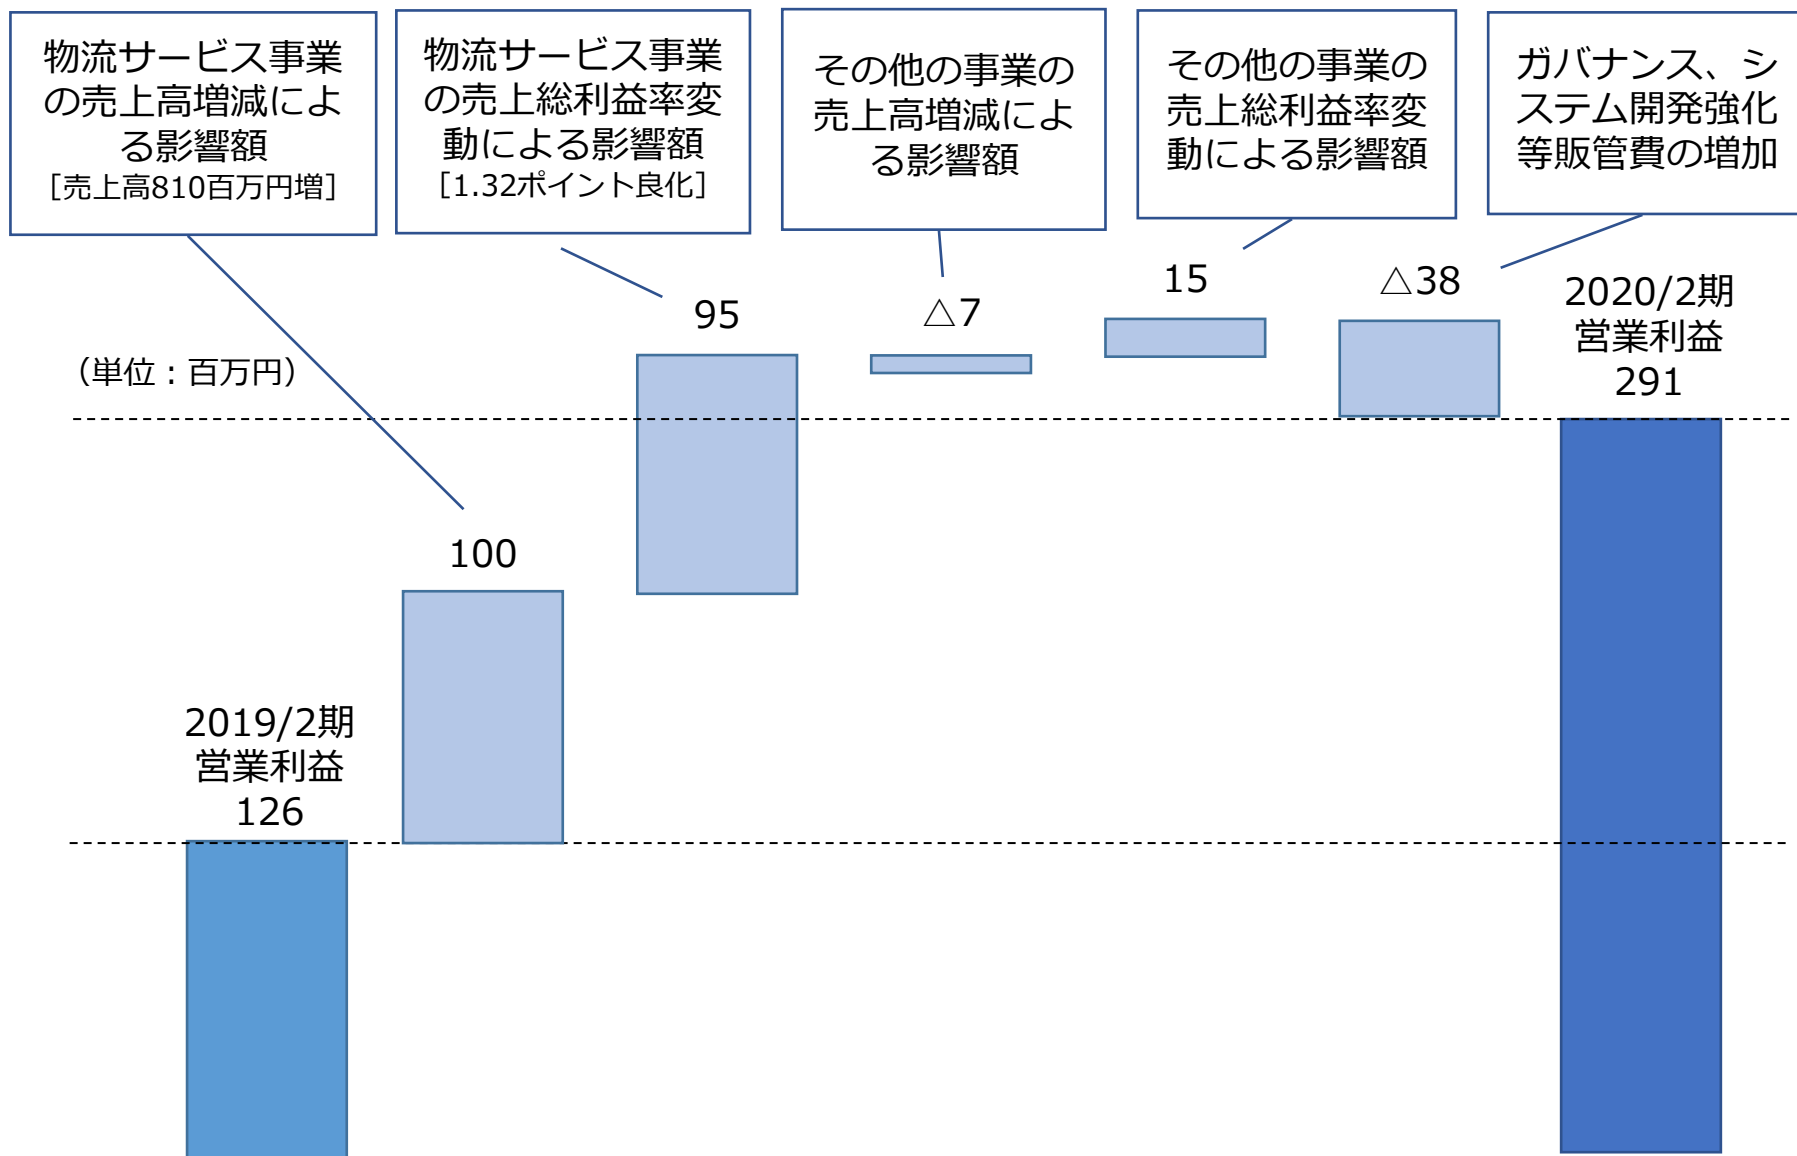 物流サービス事業
の売上高増減によ
る影響額
［売上高810百万円増］
物流サービス事業
の売上総利益率変
動による影響額
［1.32ポイント良化］
その他の事業の
売上高増減によ
る影響額
その他の事業の
売上総利益率変
動による影響額
ガバナンス、シ
ステム開発強化
等販管費の増加
（単位：百万円）
2019/2期
営業利益
126
100
95
△7
15
△38
2020/2期
営業利益
291